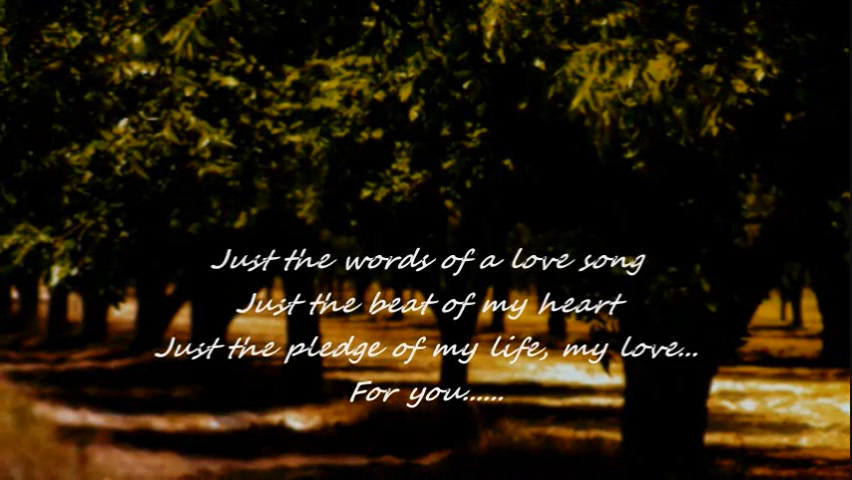 Just the words of a love song
Just the beat of my heart
Just the pledge of my life, my love...
For you......